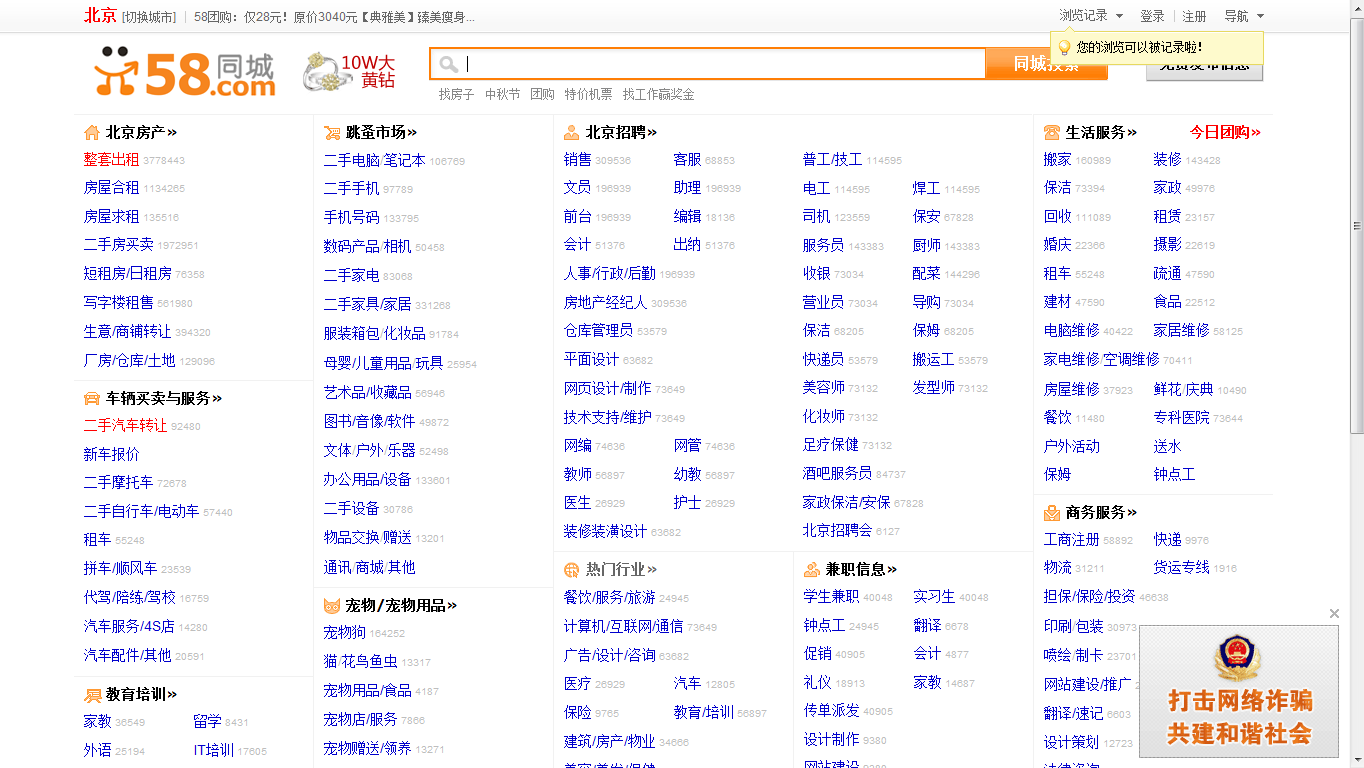 北京 [切换城市] | 58团购：仅28元！原价3040元【典雅美】臻美瘦身...
浏览记录 登录 | 注册 导航
您的浏览可以被记录啦！
58同城.com
10W大
黄钻
找房子 中秋节 团购 特价机票 找工作赢奖金
北京房产»
整套出租 3778443
房屋合租 1134265
房屋求租 135516
二手房买卖 1972951
短租房/日租房 76358
写字楼租售 561980
生意/商铺转让 394320
厂房/仓库/土地 129096
车辆买卖与服务»
二手汽车转让 92480
新车报价
二手摩托车 72678
二手自行车/电动车 57440
租车 55248
拼车/顺风车 23539
代驾/陪练/驾校 16759
汽车服务/4S店 14280
汽车配件/其他 20591
教育培训»
家教 36549 留学 8431
外语 25194 IT培训 17605
跳蚤市场»
二手电脑/笔记本 106769
二手手机 97789
手机号码 133795
数码产品/相机 50458
二手家电 83068
二手家具/家居 331268
服装箱包/化妆品 91784
母婴/儿童用品/玩具 25954
艺术品/收藏品 56946
图书/音像/软件 49872
文体/户外/乐器 52498
办公用品/设备 133601
二手设备 30786
物品交换/赠送 13201
通讯/商城/其他
宠物/宠物用品»
宠物狗 164252
猫/花鸟鱼虫 13317
宠物用品/食品 4187
宠物店/服务 7866
宠物赠送/领养 13271
北京招聘»
销售 309536 客服 68853
文员 196939 助理 196939
前台 196939 编辑 18136
会计 51376 出纳 51376
人事/行政/后勤 196939
房地产经纪人 309536
仓库管理员 53579
平面设计 63682
网页设计/制作 73649
技术支持/维护 73649
网编 74636 网管 74636
教师 56897 幼教 56897
医生 26929 护士 26929
装修装潢设计 63682
普工/技工 114595
电工 114595 焊工 114595
司机 123559 保安 67828
服务员 143383 厨师 143383
收银 73034 配菜 144296
营业员 73034 导购 73034
保洁 68205 保姆 68205
快递员 53579 搬运工 53579
美容师 73132 发型师 73132
化妆师 73132
足疗保健 73132
酒吧服务员 84737
家政保洁/安保 67828
北京招聘会 6127
热门行业»
餐饮/服务/旅游 24945
计算机/互联网/通信 73649
广告/设计/咨询 63682
医疗 26929 汽车 12805
保险 9765 教育/培训 56897
建筑/房产/物业 34666
兼职信息»
学生兼职 40048 实习生 40048
钟点工 24945 翻译 6678
促销 40905 会计 4877
礼仪 18913 家教 14687
传单派发 40905
设计制作 9380
网站建设
生活服务» 今日团购»
搬家 160989 装修 143428
保洁 73394 家政 49976
回收 111089 租赁 23157
婚庆 22366 摄影 22619
租车 55248 疏通 47590
建材 47590 食品 22512
电脑维修 40422 家居维修 58125
家电维修/空调维修 70411
房屋维修 37923 鲜花/庆典 10490
餐饮 11480 专科医院 73644
户外活动 送水
保姆 钟点工
商务服务»
工商注册 58892 快递 9976
物流 31211 货运专线 1916
担保/保险/投资 46638
印刷/包装 30973
喷绘/制卡 23701
网站建设/推广
翻译/速记 6603
设计策划 12723
打击网络诈骗
共建和谐社会